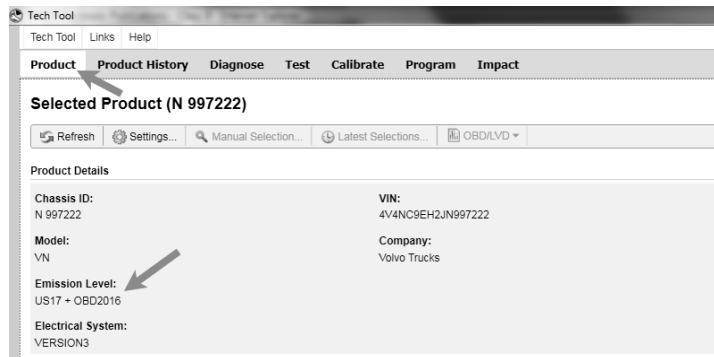 Tech Tool
Tech Tool Links Help
Product Product History Diagnose Test Calibrate Program Impact
Selected Product (N 997222)
Refresh Settings... Manual Selection... Latest Selections... OBD/LVD
Product Details
Chassis ID: VIN:
N 997222 4V4NC9EH2JN997222
Model: Company:
VN Volvo Trucks
Emission Level:
US17 + OBD2016
Electrical System:
VERSION3